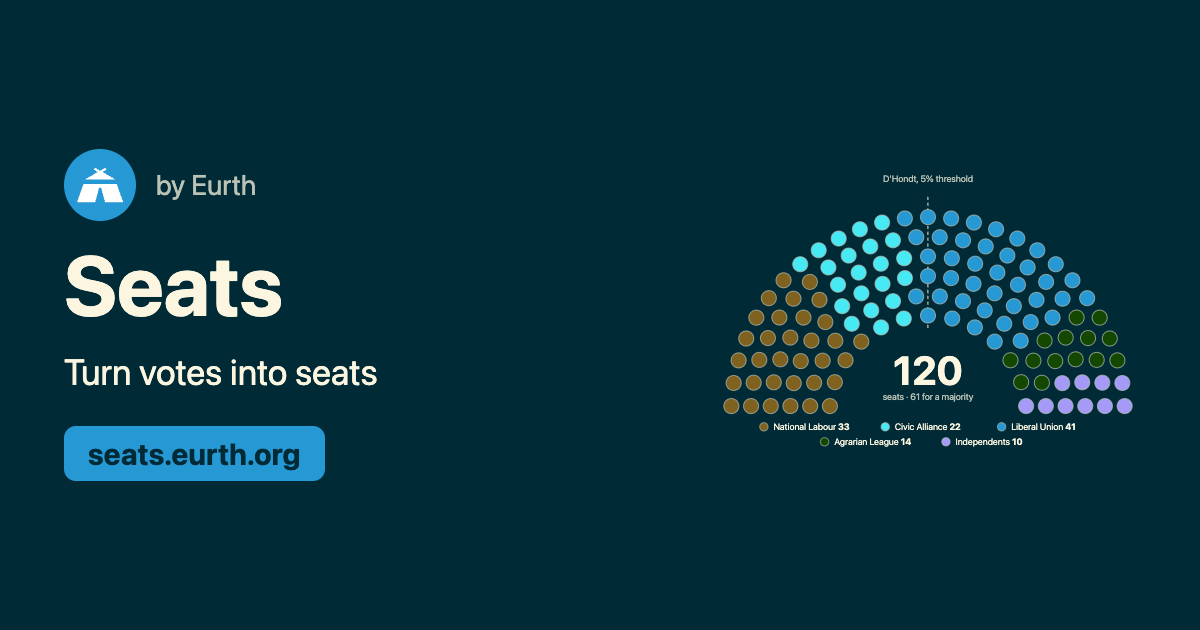 by Eurth
Seats
Turn votes into seats
seats.eurth.org
D'Hondt, 5% threshold
120
seats · 61 for a majority
National Labour 33 Civic Alliance 22 Liberal Union 41
Agrarian League 14 Independents 10